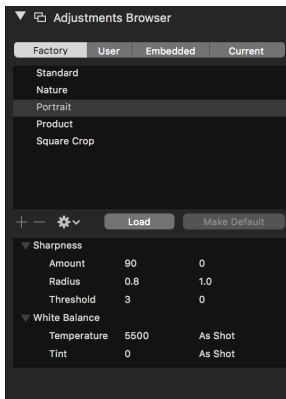 Adjustments Browser
Factory User Embedded Current
Standard
Nature
Portrait
Product
Square Crop
Load Make Default
Sharpness
Amount 90 0
Radius 0.8 1.0
Threshold 3 0
White Balance
Temperature 5500 As Shot
Tint 0 As Shot